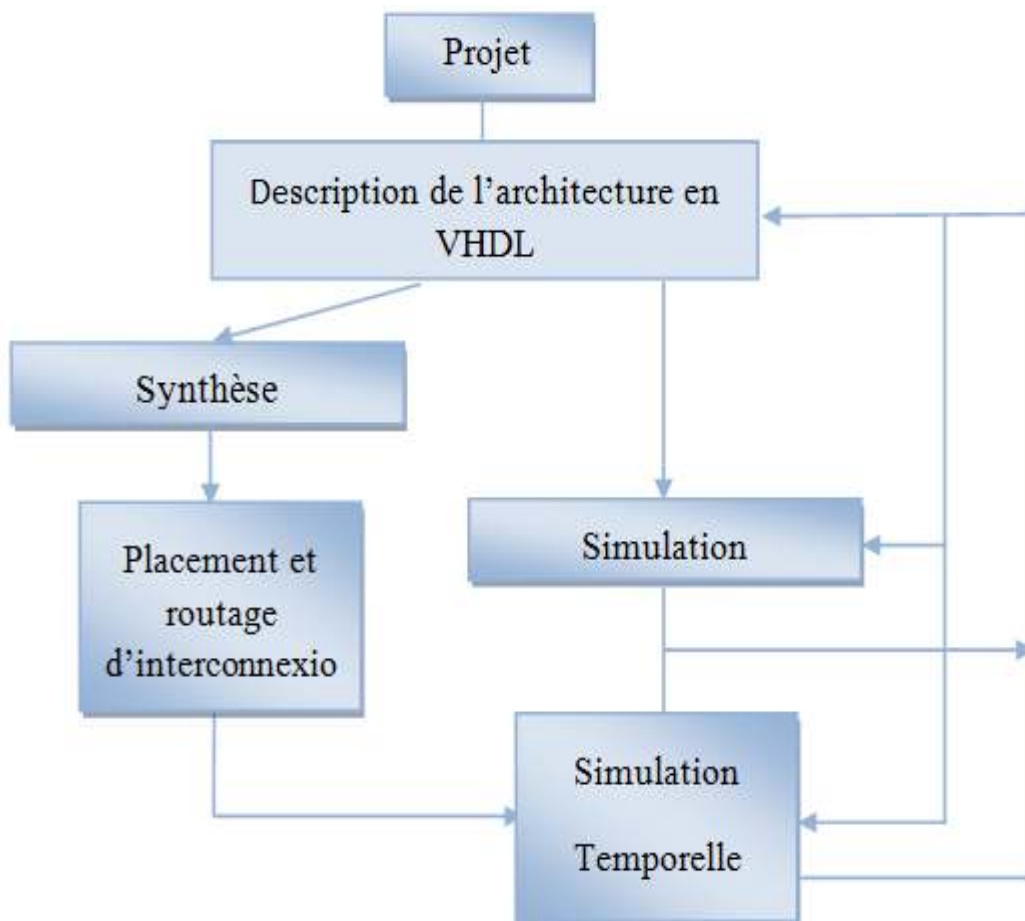 Projet
Description de l’architecture en
VHDL
Synthèse
Placement et
routage
d’interconnexio
Simulation
Simulation
Temporelle